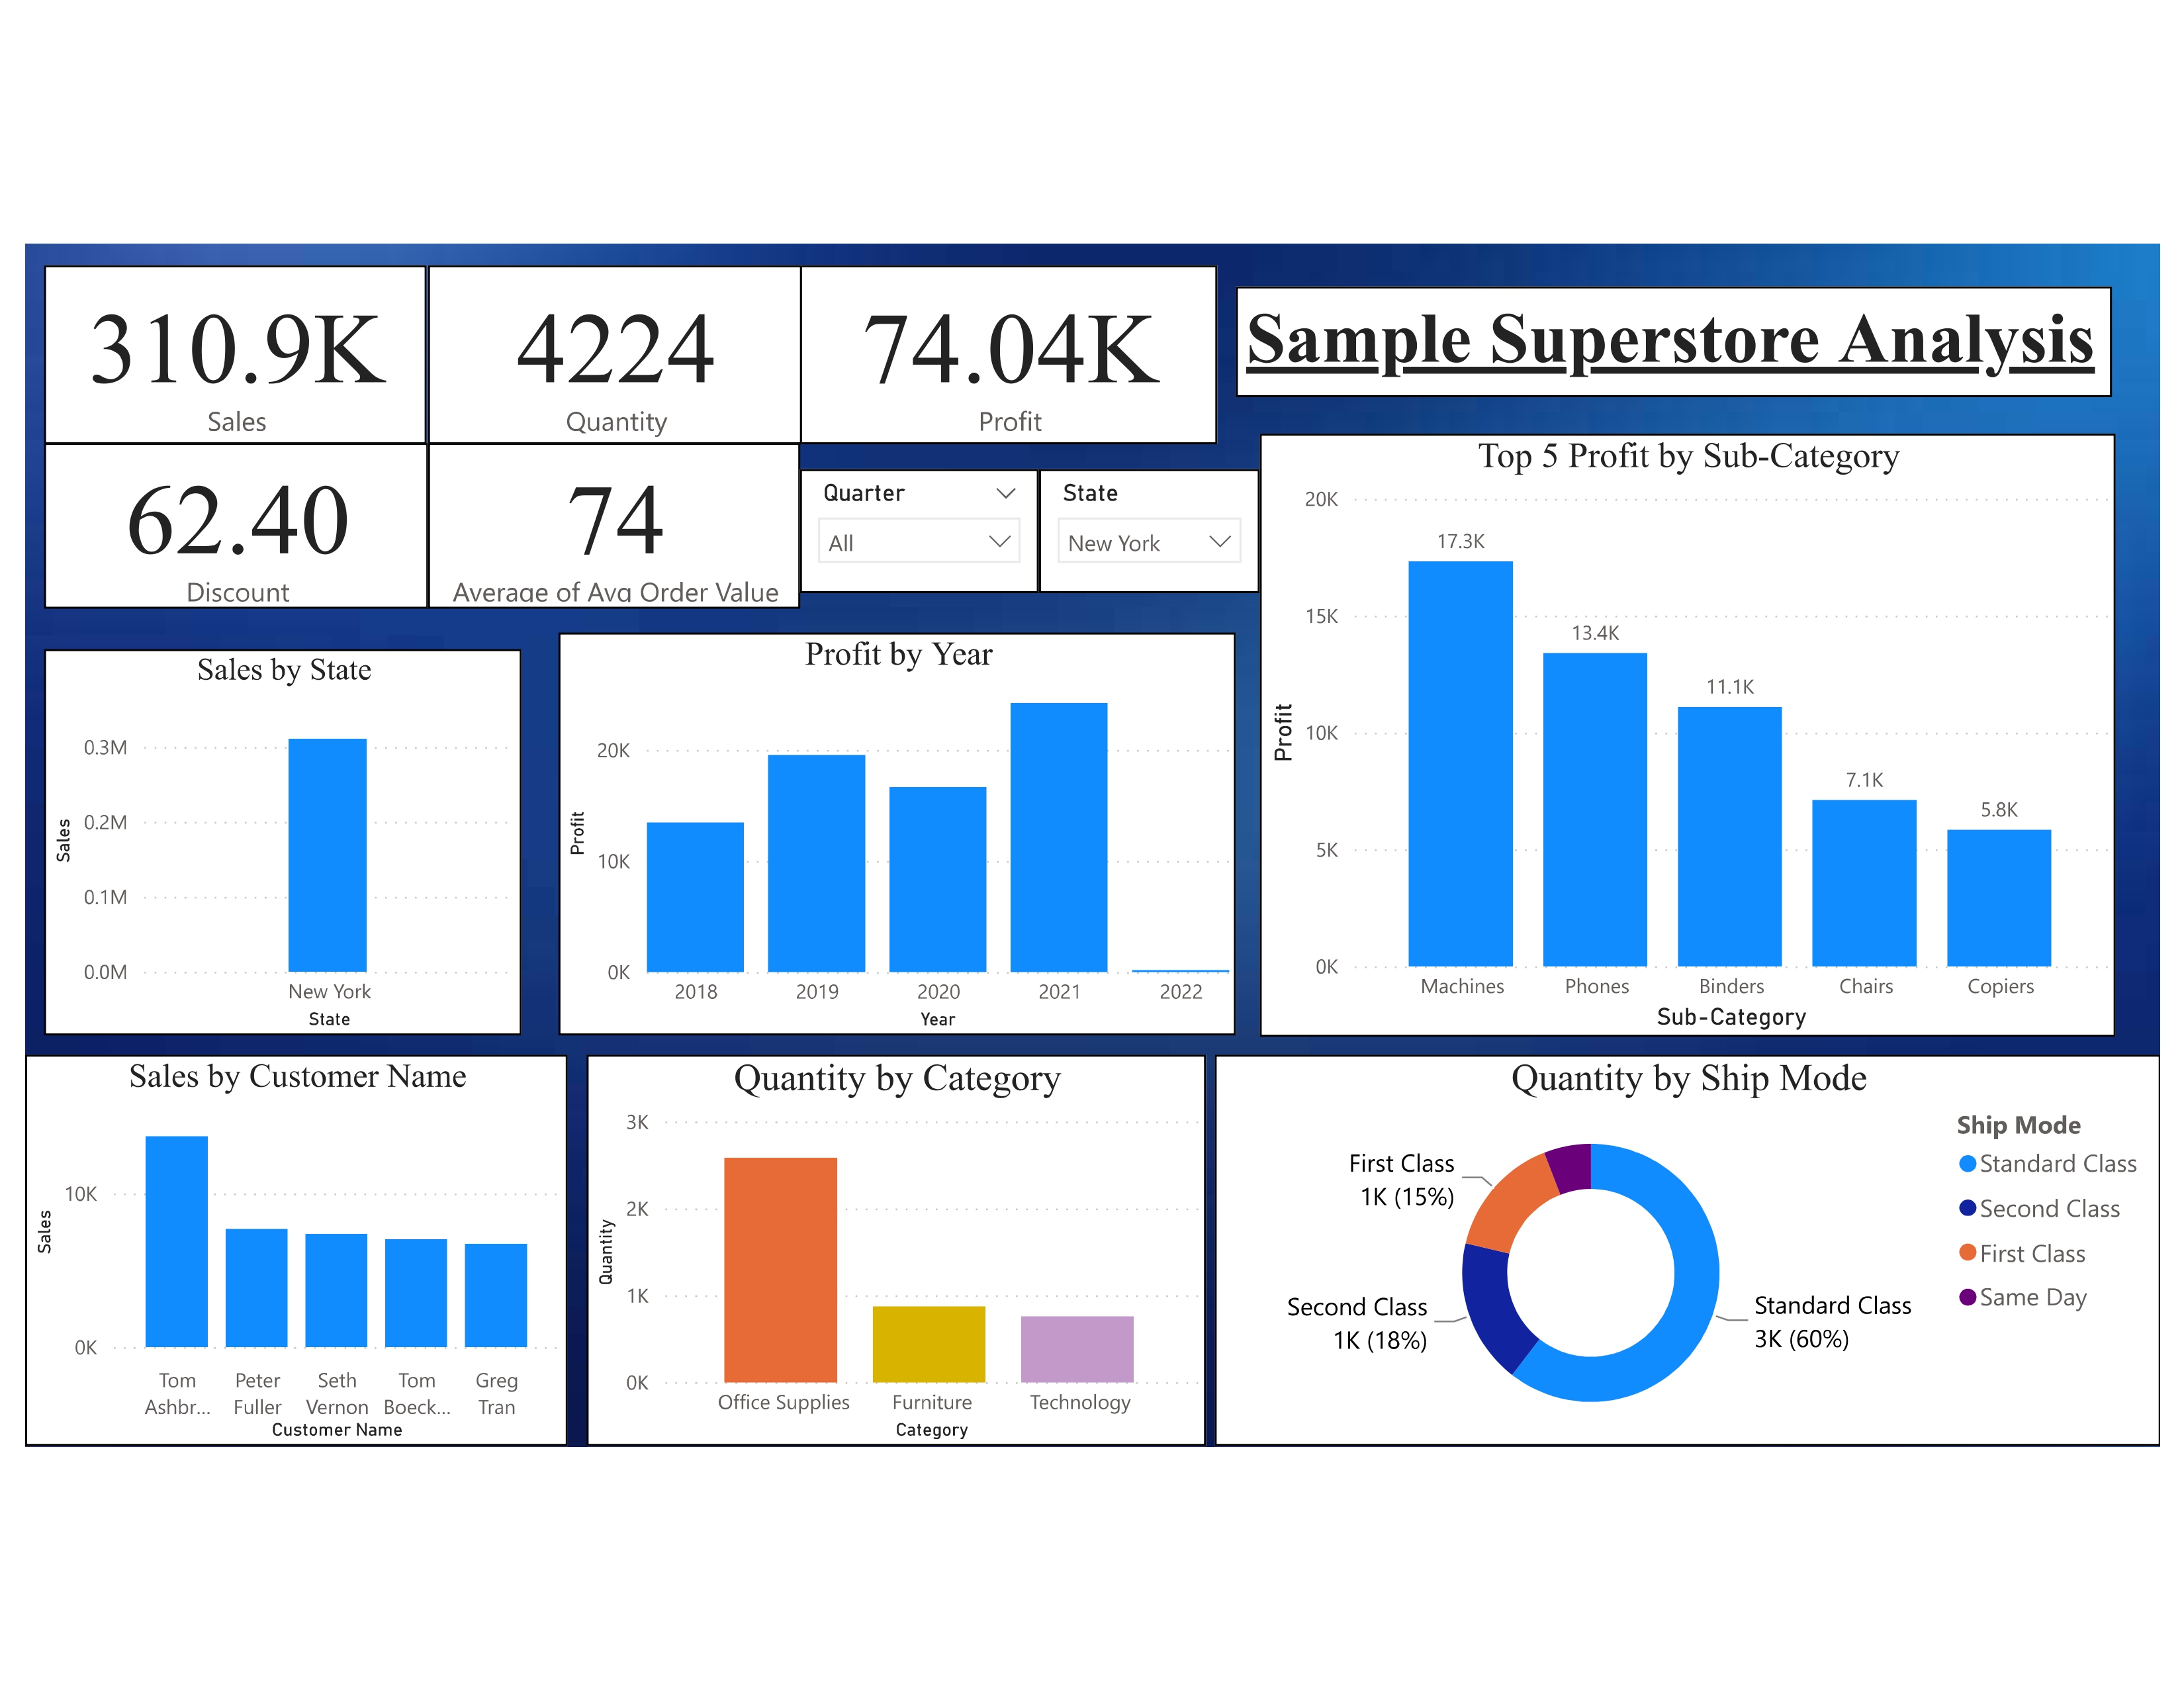 310.9K
Sales
4224
Quantity
74.04K
Profit
Sample Superstore Analysis
62.40
Discount
74
Average of Avg Order Value
Quarter
All
State
New York
Top 5 Profit by Sub-Category
20K
15K
10K
5K
0K
Profit
17.3K
13.4K
11.1K
7.1K
5.8K
Machines Phones Binders Chairs Copiers
Sub-Category
Sales by State
0.3M
0.2M
0.1M
0.0M
Sales
New York
State
Profit by Year
20K
10K
0K
Profit
2018 2019 2020 2021 2022
Year
Sales by Customer Name
10K
0K
Sales
Tom Peter Seth Tom Greg
Ashbr... Fuller Vernon Boeck... Tran
Customer Name
Quantity by Category
3K
2K
1K
0K
Quantity
Office Supplies Furniture Technology
Category
Quantity by Ship Mode
First Class
1K (15%)
Second Class
1K (18%)
Standard Class
3K (60%)
Ship Mode
Standard Class
Second Class
First Class
Same Day